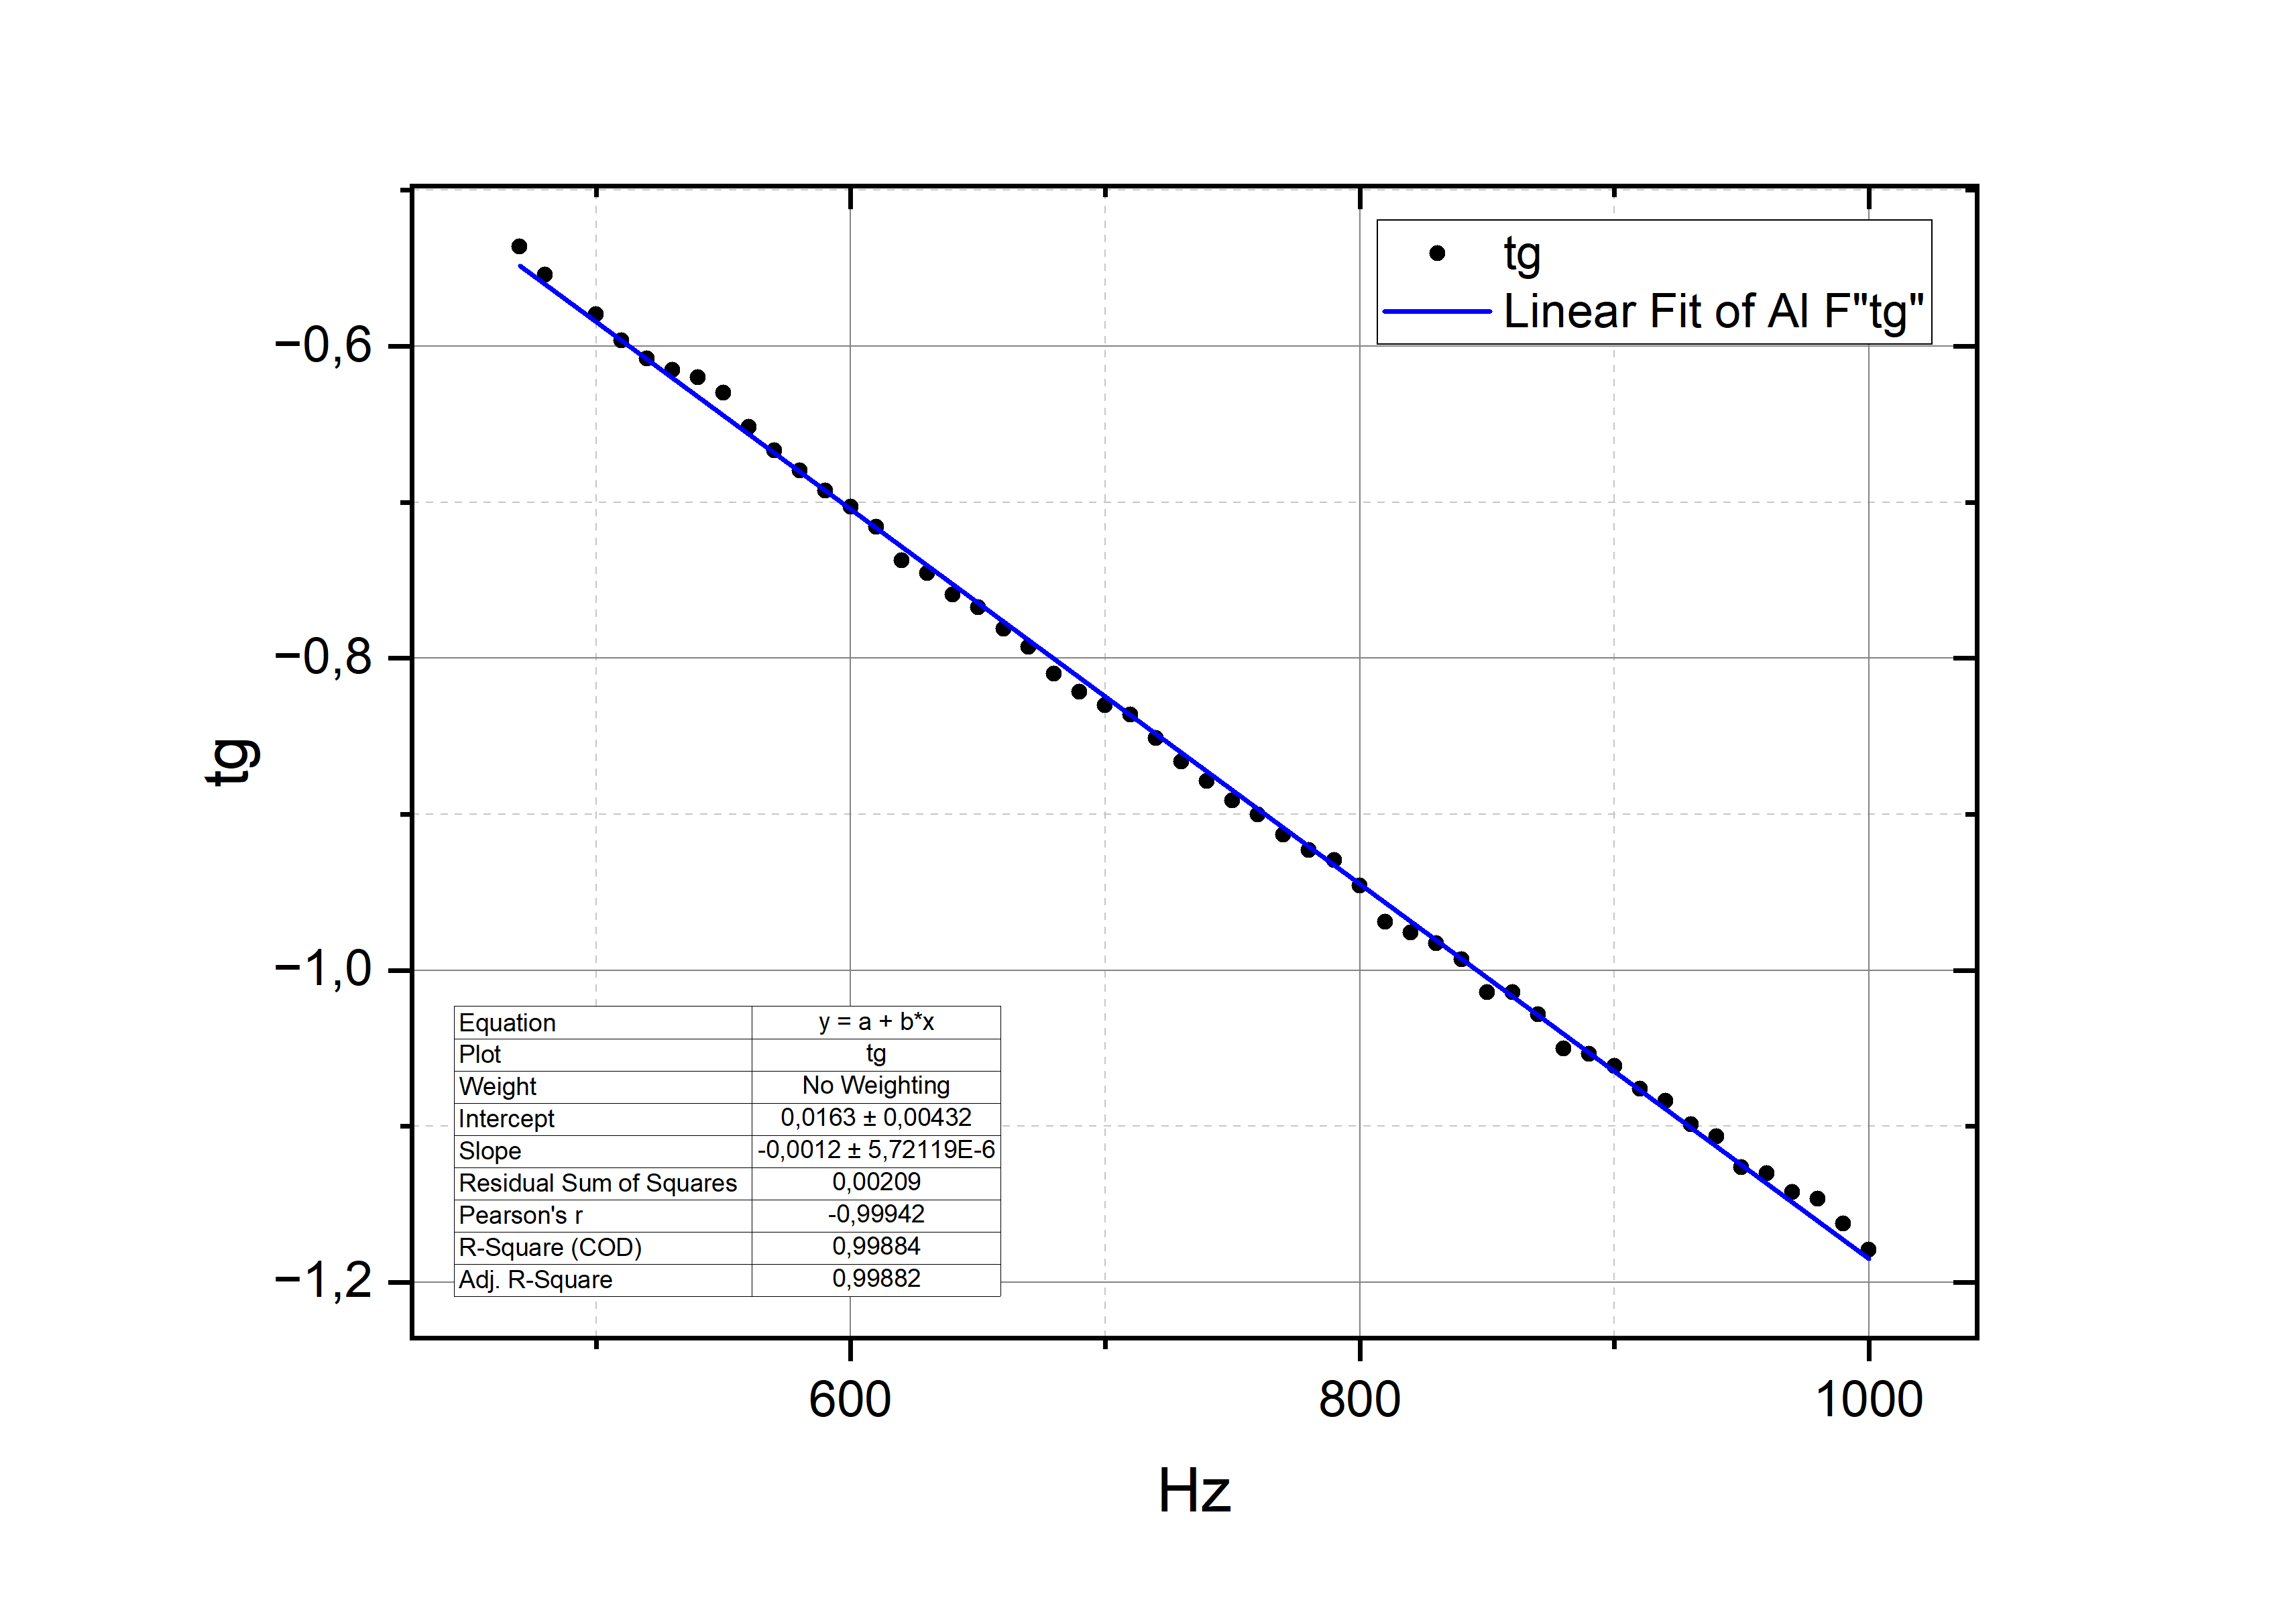 tg
Linear Fit of Al F"tg"
−0,6
−0,8
−1,0
−1,2
tg
Equation y = a + b*x
Plot tg
Weight No Weighting
Intercept 0,0163 ± 0,00432
Slope -0,0012 ± 5,72119E-6
Residual Sum of Squares 0,00209
Pearson's r -0,99942
R-Square (COD) 0,99884
Adj. R-Square 0,99882
600 800 1000
Hz